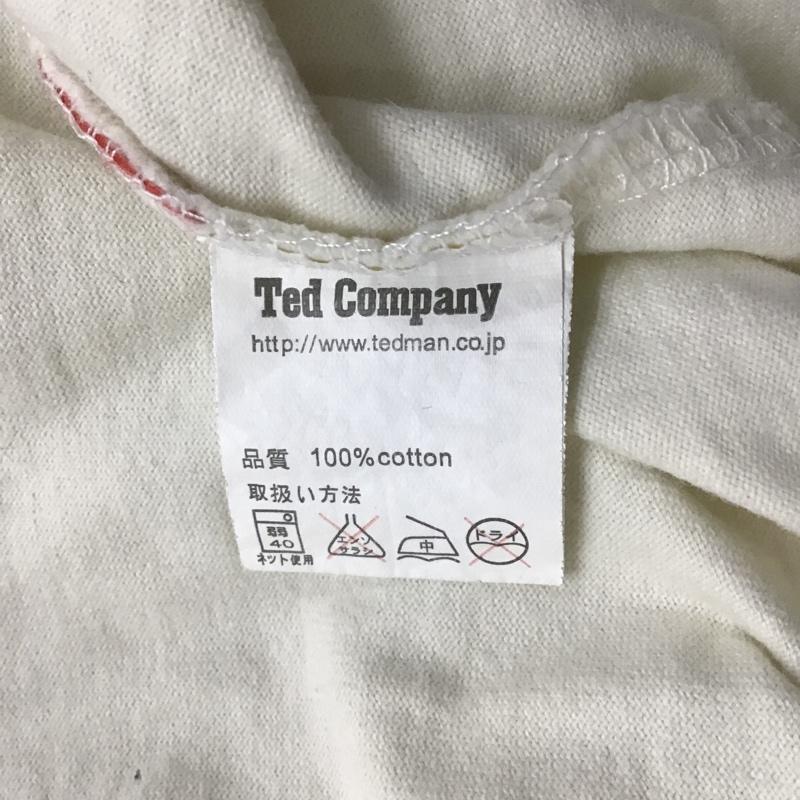 Ted Company
http://www.tedman.co.jp
品質 100%cotton
取扱い方法
弱
40
ネット使用
エンソ
サラシ
中
ドライ